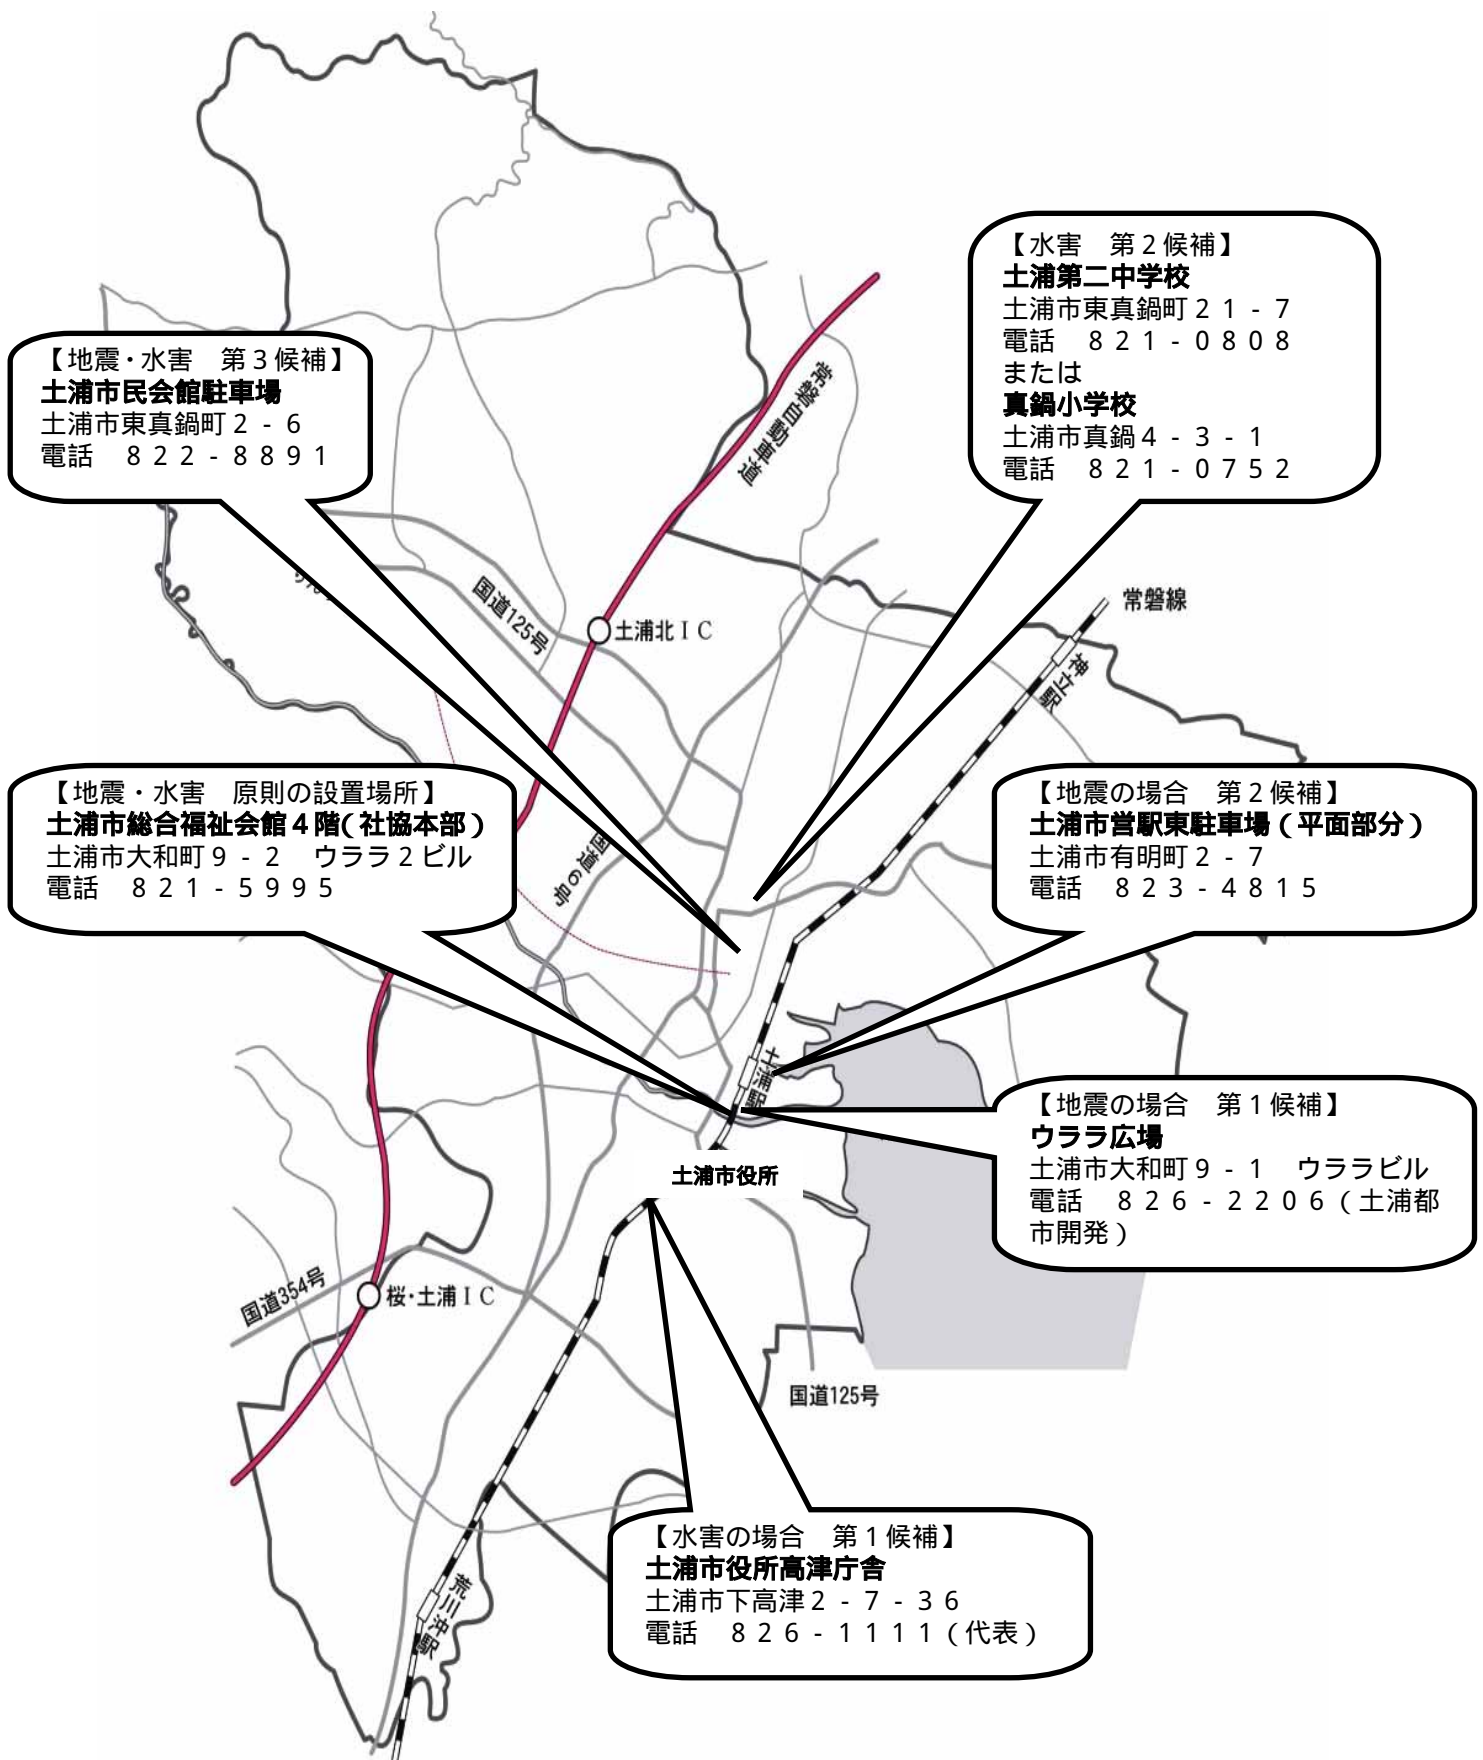 【水害　第２候補】
土浦第二中学校
土浦市東真鍋町２１-７
電話　８２１-０８０８
または
真鍋小学校
土浦市真鍋４-３-１
電話　８２１-０７５２
【地震・水害　第３候補】
土浦市民会館駐車場
土浦市東真鍋町２-６
電話　８２２-８８９１
常磐自動車道
国道125号
土浦北ＩＣ
常磐線
神立駅
【地震・水害　原則の設置場所】
土浦市総合福祉会館４階（社協本部）
土浦市大和町９-２　ウララ２ビル
電話　８２１-５９９５
国道6号
【地震の場合　第２候補】
土浦市営駅東駐車場（平面部分）
土浦市有明町２-７
電話　８２３-４８１５
土浦駅
【地震の場合　第１候補】
ウララ広場
土浦市大和町９-１　ウララビル
電話　８２６-２２０６（土浦都
市開発）
土浦市役所
国道354号
桜・土浦ＩＣ
国道125号
【水害の場合　第１候補】
土浦市役所高津庁舎
土浦市下高津２-７-３６
電話　８２６-１１１１（代表）
荒川沖駅